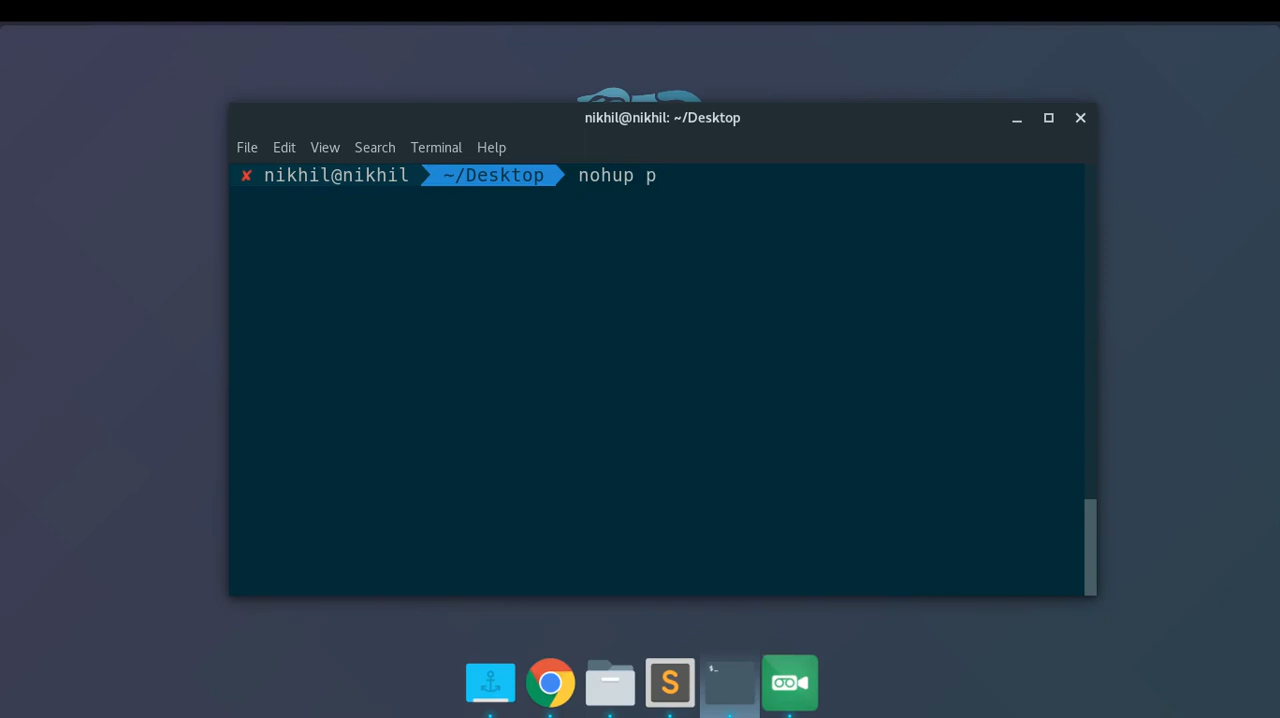 nikhil@nikhil: ~/Desktop
File Edit View Search Terminal Help
✘ nikhil@nikhil ~/Desktop nohup p
$_
S